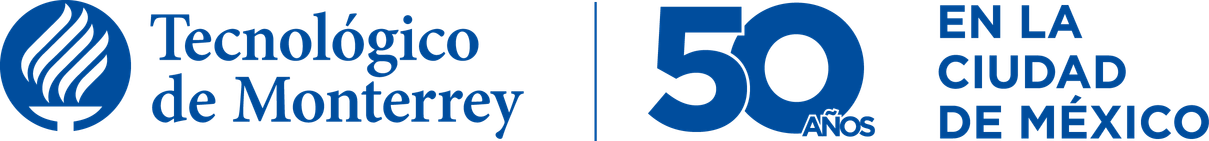 Tecnológico
de Monterrey
50
AÑOS
EN LA
CIUDAD
DE MÉXICO